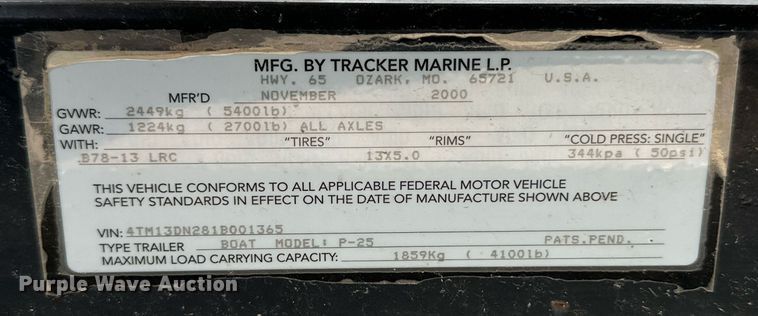 MFG. BY TRACKER MARINE L.P.
HWY. 65 OZARK, MO. 65721 U.S.A.
MFR'D NOVEMBER 2000
GVWR: 2449kg ( 5400lb)
GAWR: 1224kg ( 2700lb) ALL AXLES
WITH: "TIRES" "RIMS" "COLD PRESS: SINGLE"
B78-13 LRC 13X5.0 344kpa ( 50psi)
THIS VEHICLE CONFORMS TO ALL APPLICABLE FEDERAL MOTOR VEHICLE
SAFETY STANDARDS IN EFFECT ON THE DATE OF MANUFACTURE SHOWN ABOVE
VIN: 4TM13DN281B001365
TYPE TRAILER BOAT MODEL: P-25 PATS.PEND.
MAXIMUM LOAD CARRYING CAPACITY: 1859Kg ( 4100lb)
Purple Wave Auction